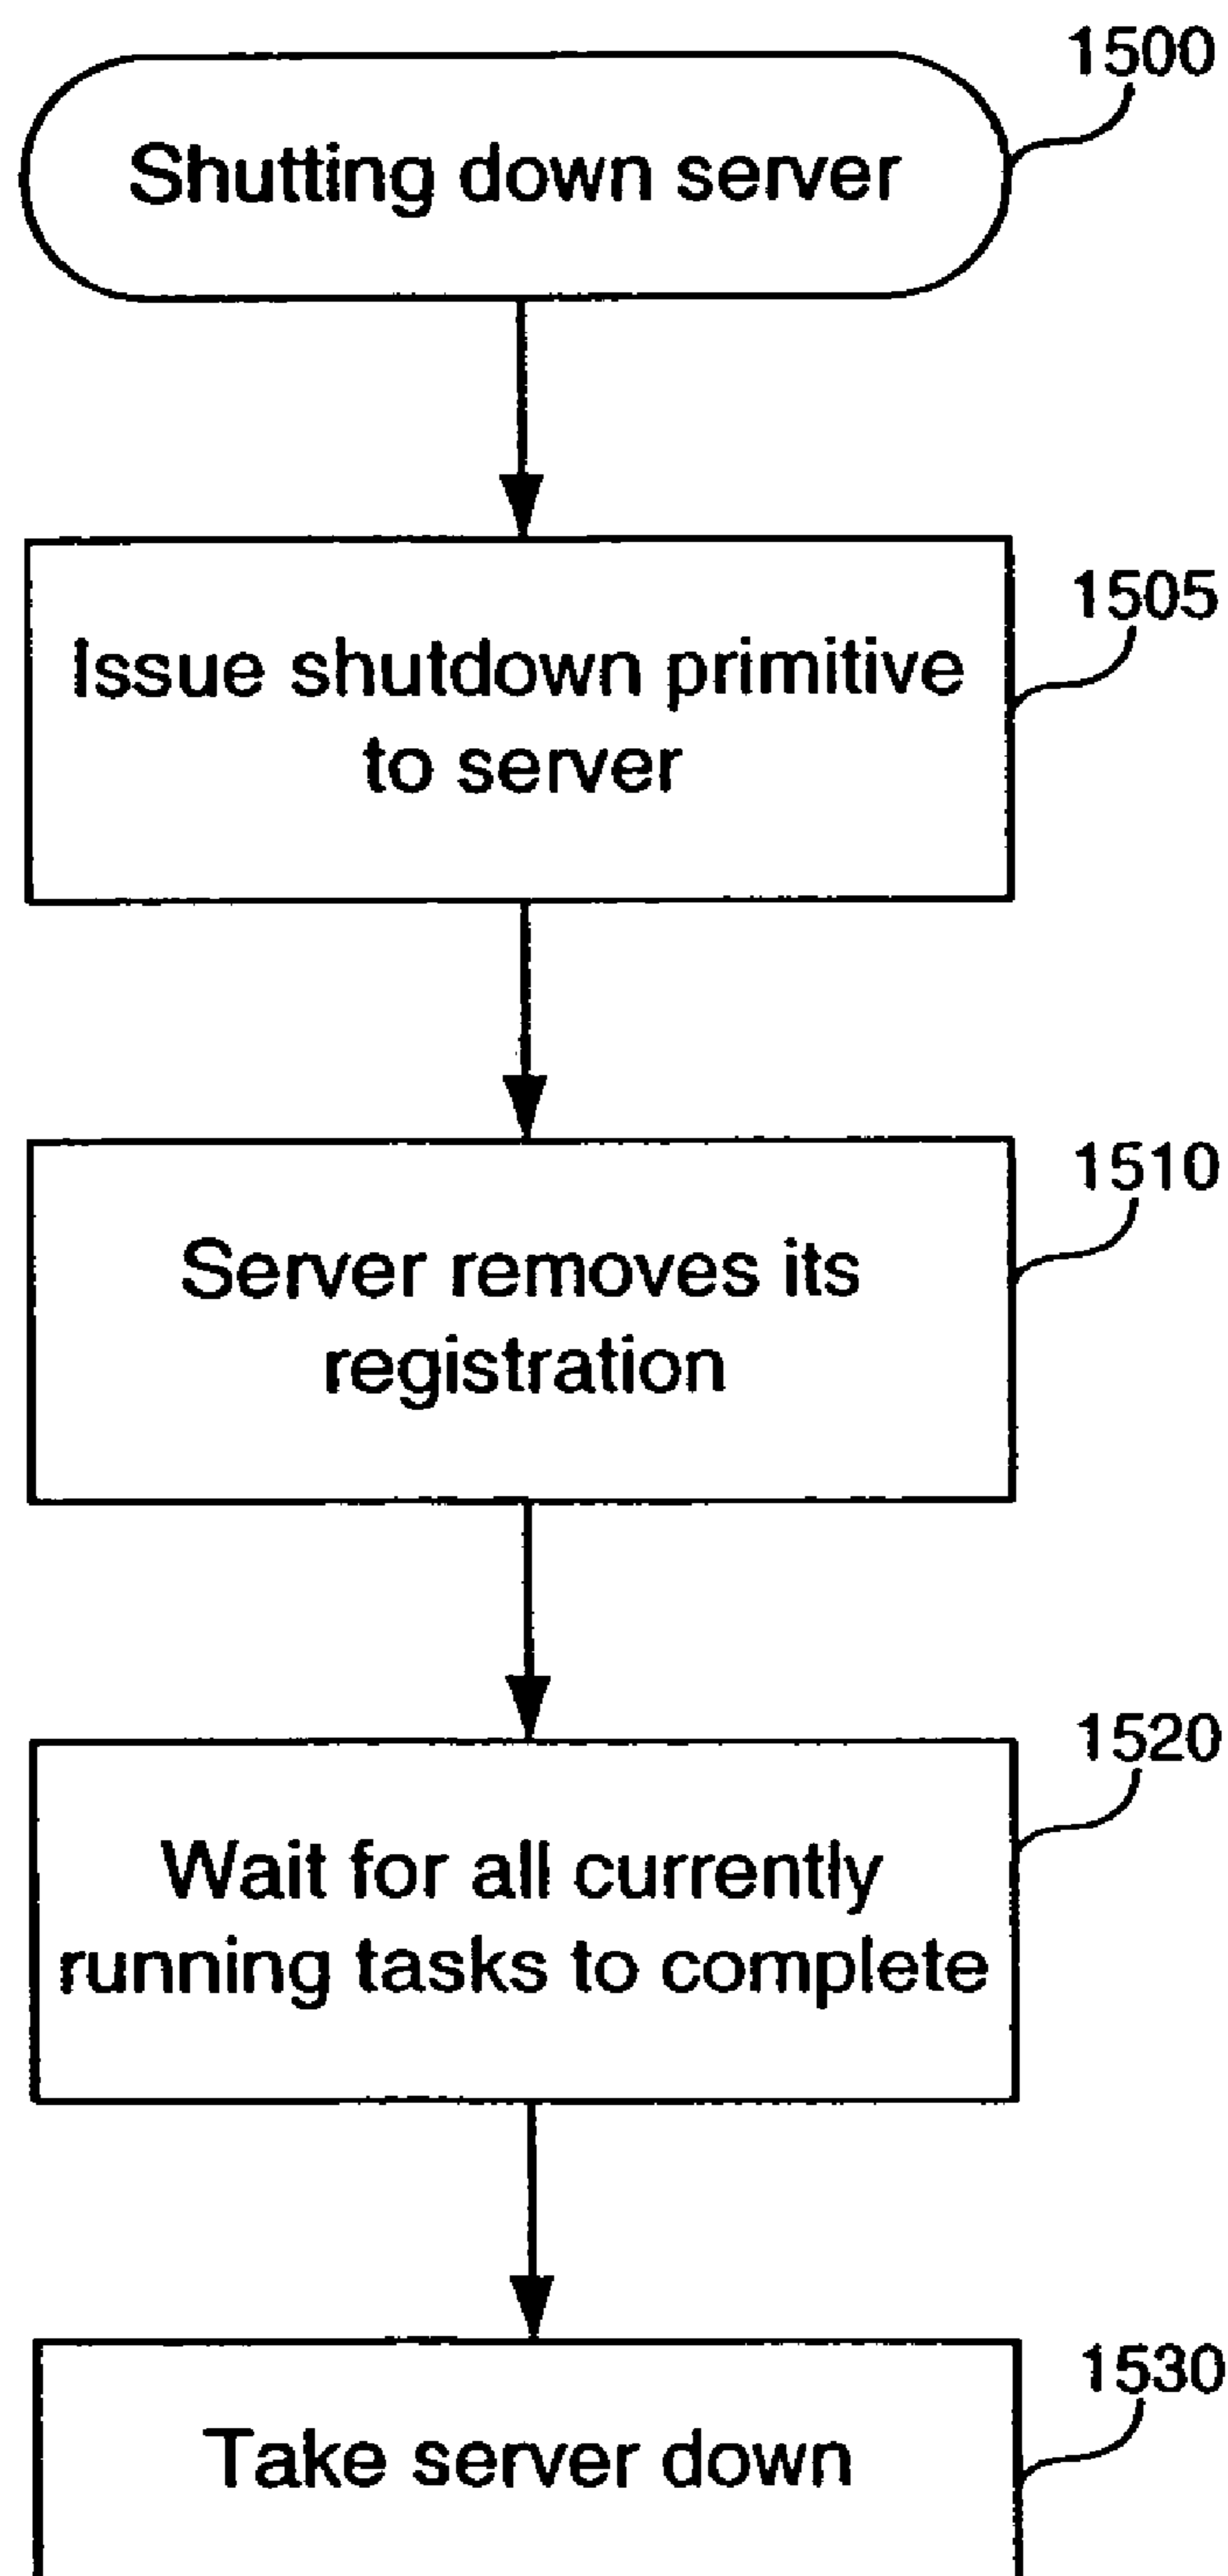 1500
Shutting down server
1505
Issue shutdown primitive
to server
1510
Server removes its
registration
1520
Wait for all currently
running tasks to complete
1530
Take server down